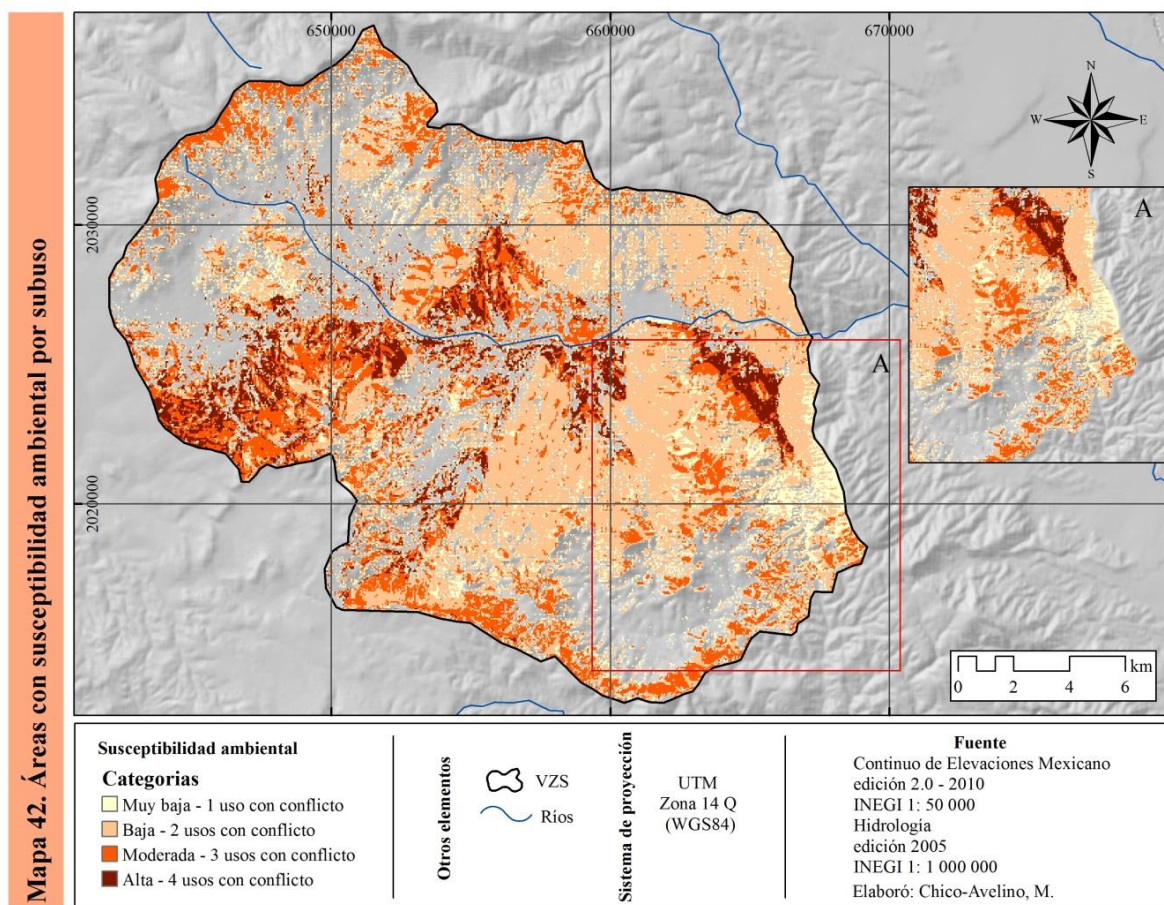 Mapa 42. Áreas con susceptibilidad ambiental por subuso
650000
660000
670000
2030000
2020000
N
W
E
S
A
A
km
0
2
4
6
Susceptibilidad ambiental
Categorias
Muy baja - 1 uso con conflicto
Baja - 2 usos con conflicto
Moderada - 3 usos con conflicto
Alta - 4 usos con conflicto
Otros elementos
VZS
Ríos
Sistema de proyección
UTM
Zona 14 Q
(WGS84)
Fuente
Continuo de Elevaciones Mexicano
edición 2.0 - 2010
INEGI 1: 50 000
Hidrología
edición 2005
INEGI 1: 1 000 000
Elaboró: Chico-Avelino, M.